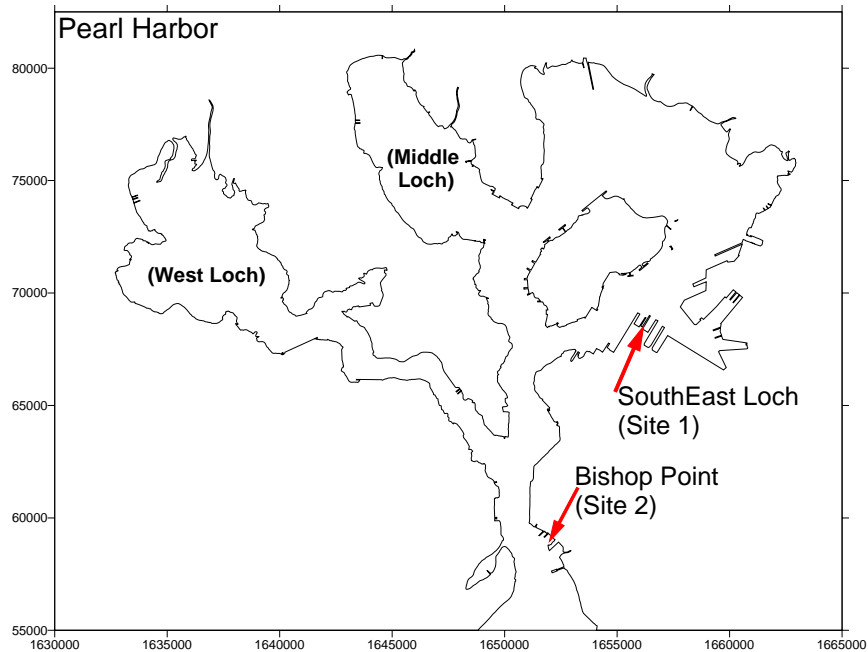 Pearl Harbor
80000
75000
70000
65000
60000
55000
(Middle
Loch)
(West Loch)
SouthEast Loch
(Site 1)
Bishop Point
(Site 2)
1630000 1635000 1640000 1645000 1650000 1655000 1660000 1665000